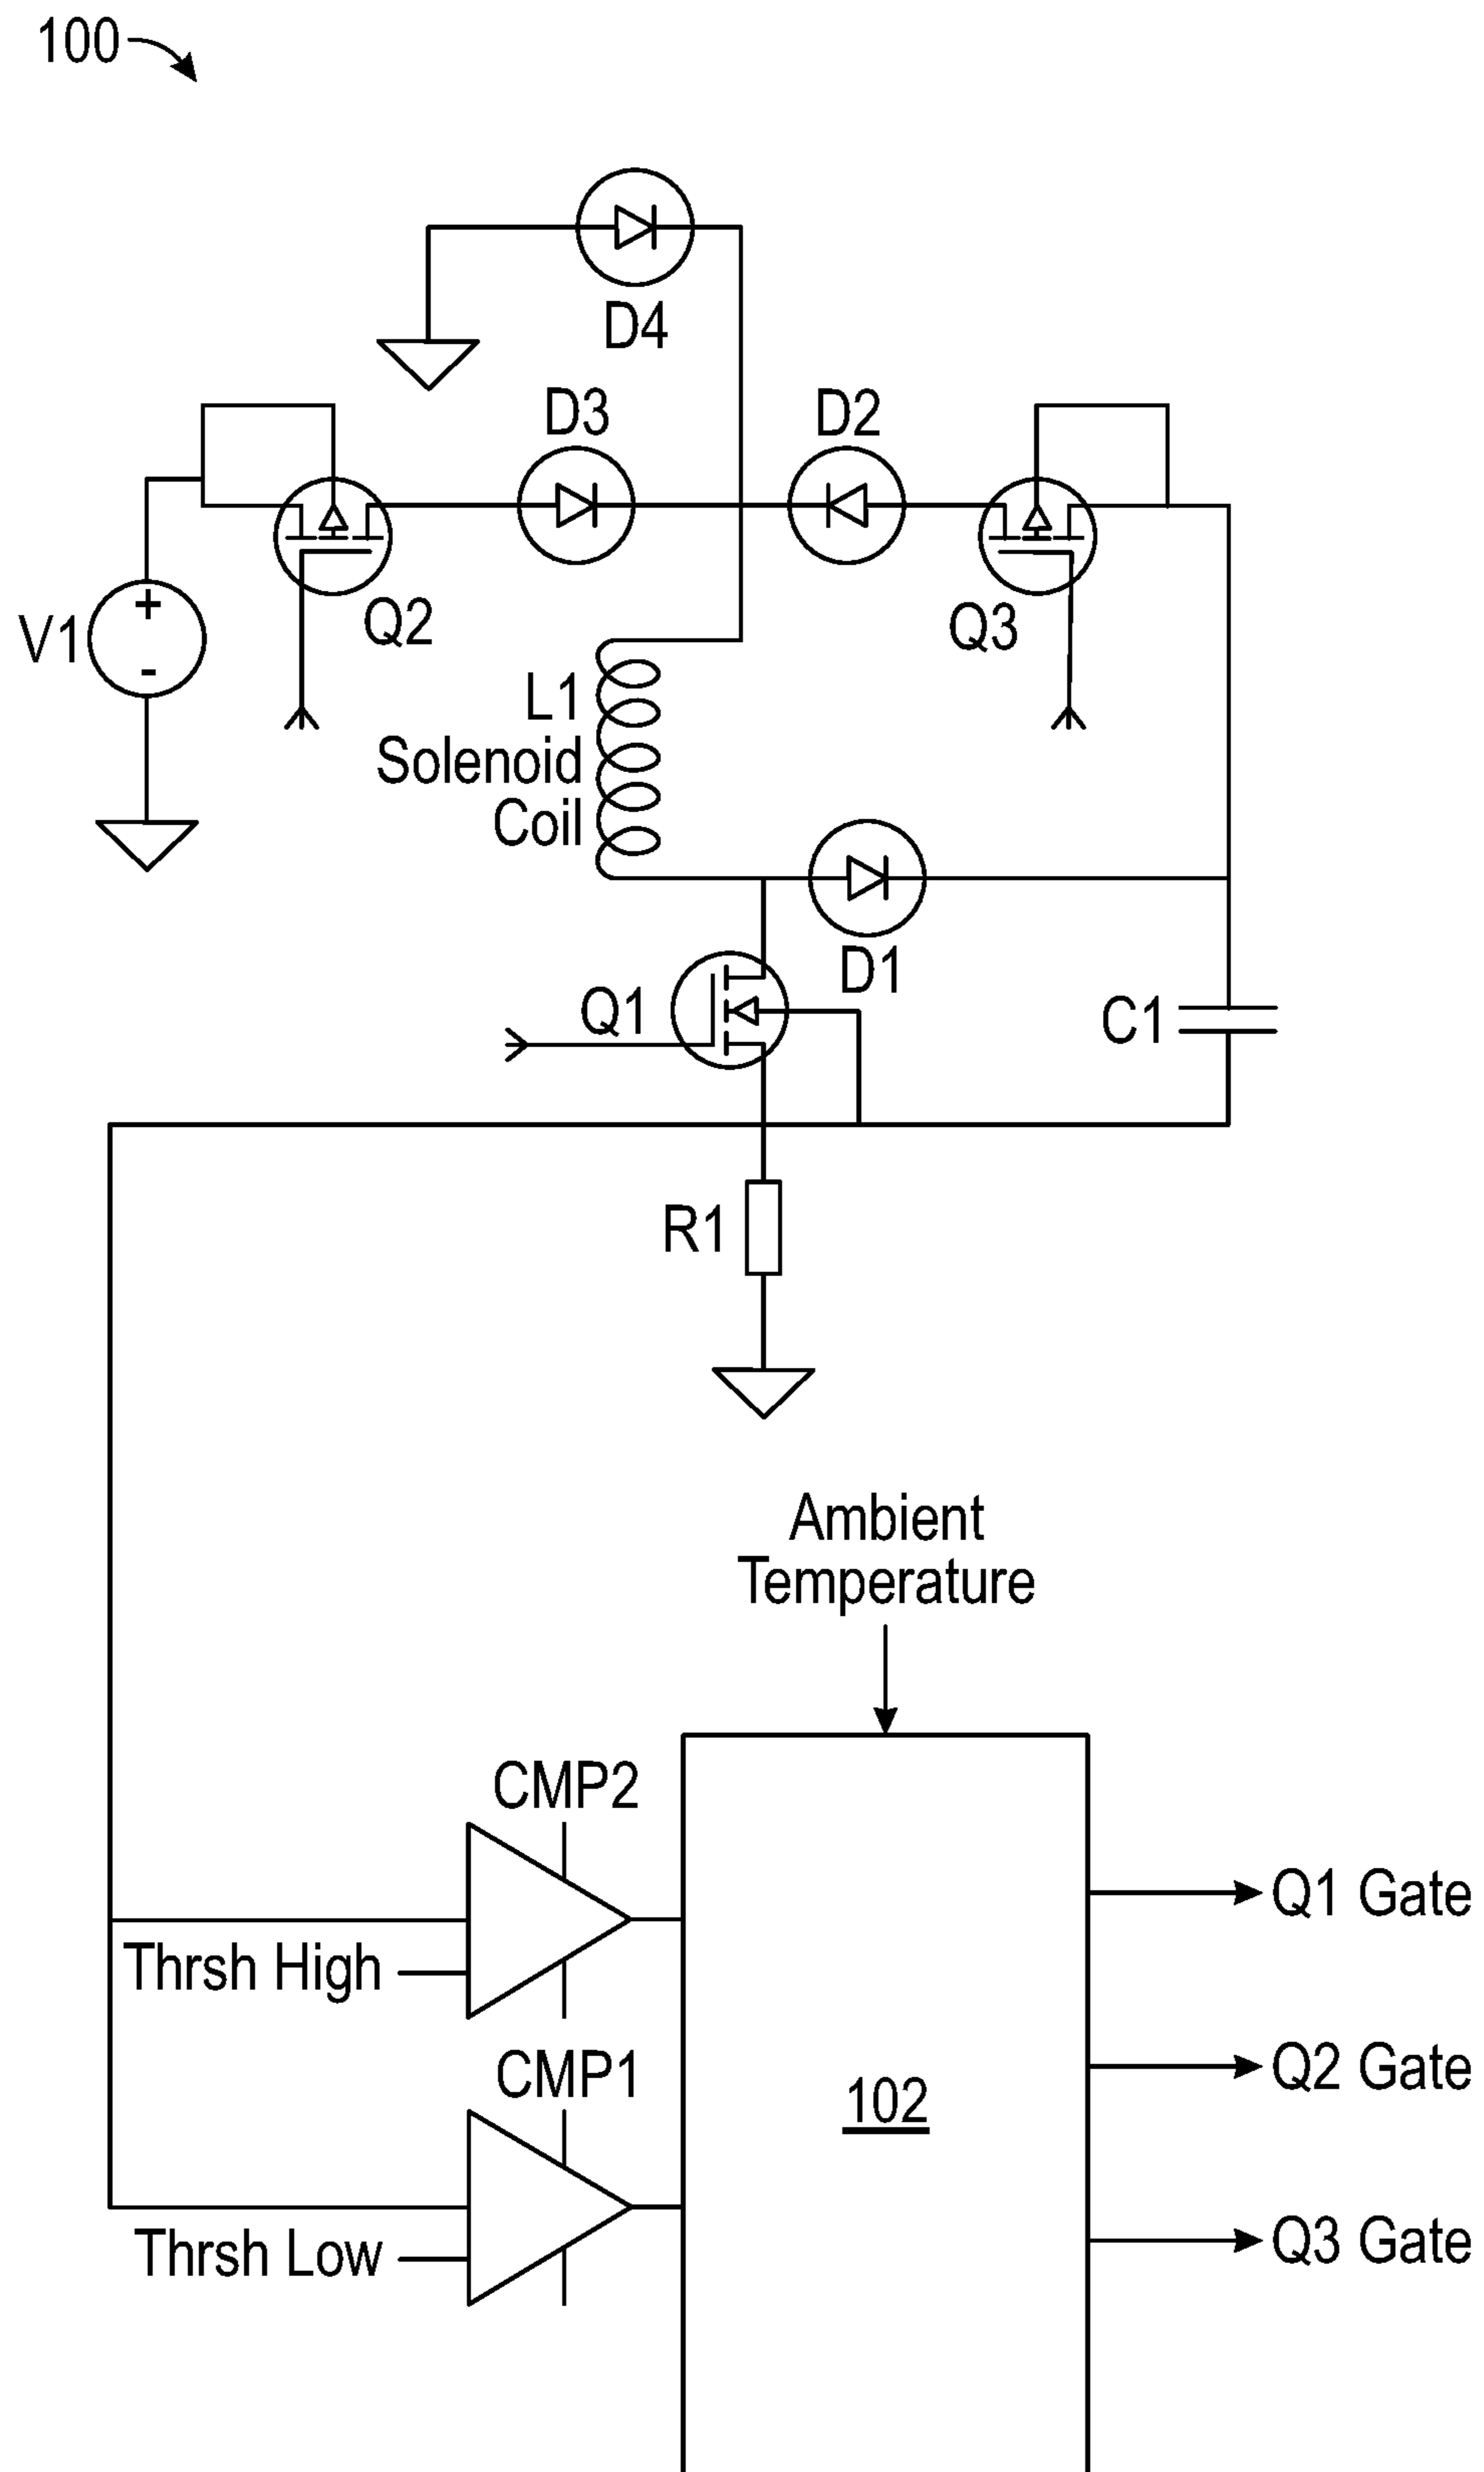 100
D4
D3
D2
+
V1
-
Q2
Q3
L1
Solenoid
Coil
D1
Q1
C1
R1
Ambient
Temperature
CMP2
Q1 Gate
Thrsh High
CMP1
Q2 Gate
102
Thrsh Low
Q3 Gate